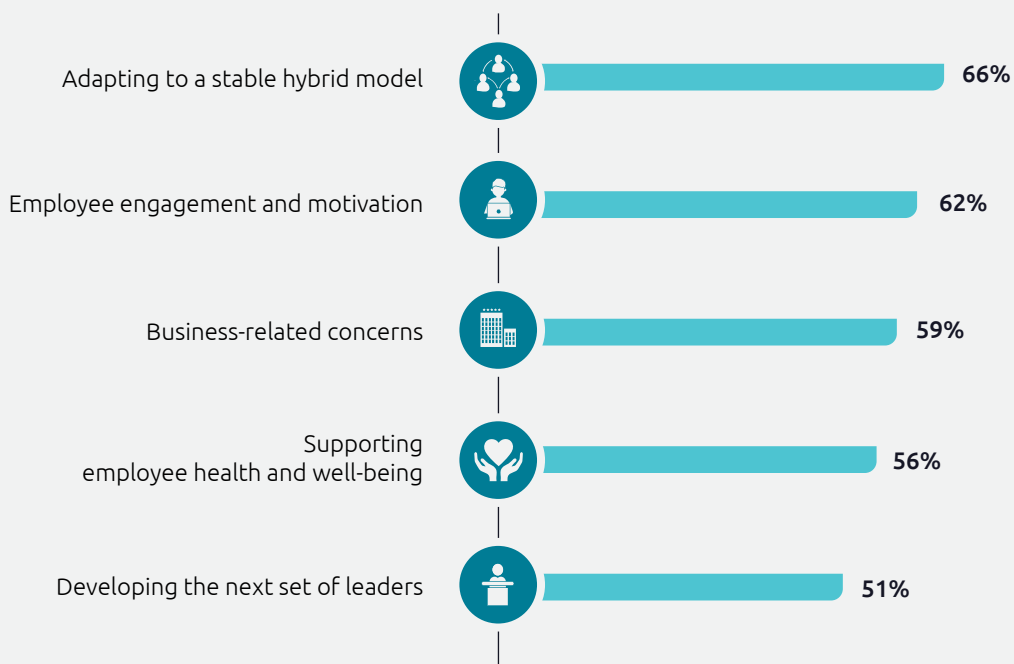 Adapting to a stable hybrid model
66%
Employee engagement and motivation
62%
Business-related concerns
59%
Supporting
employee health and well-being
56%
Developing the next set of leaders
51%